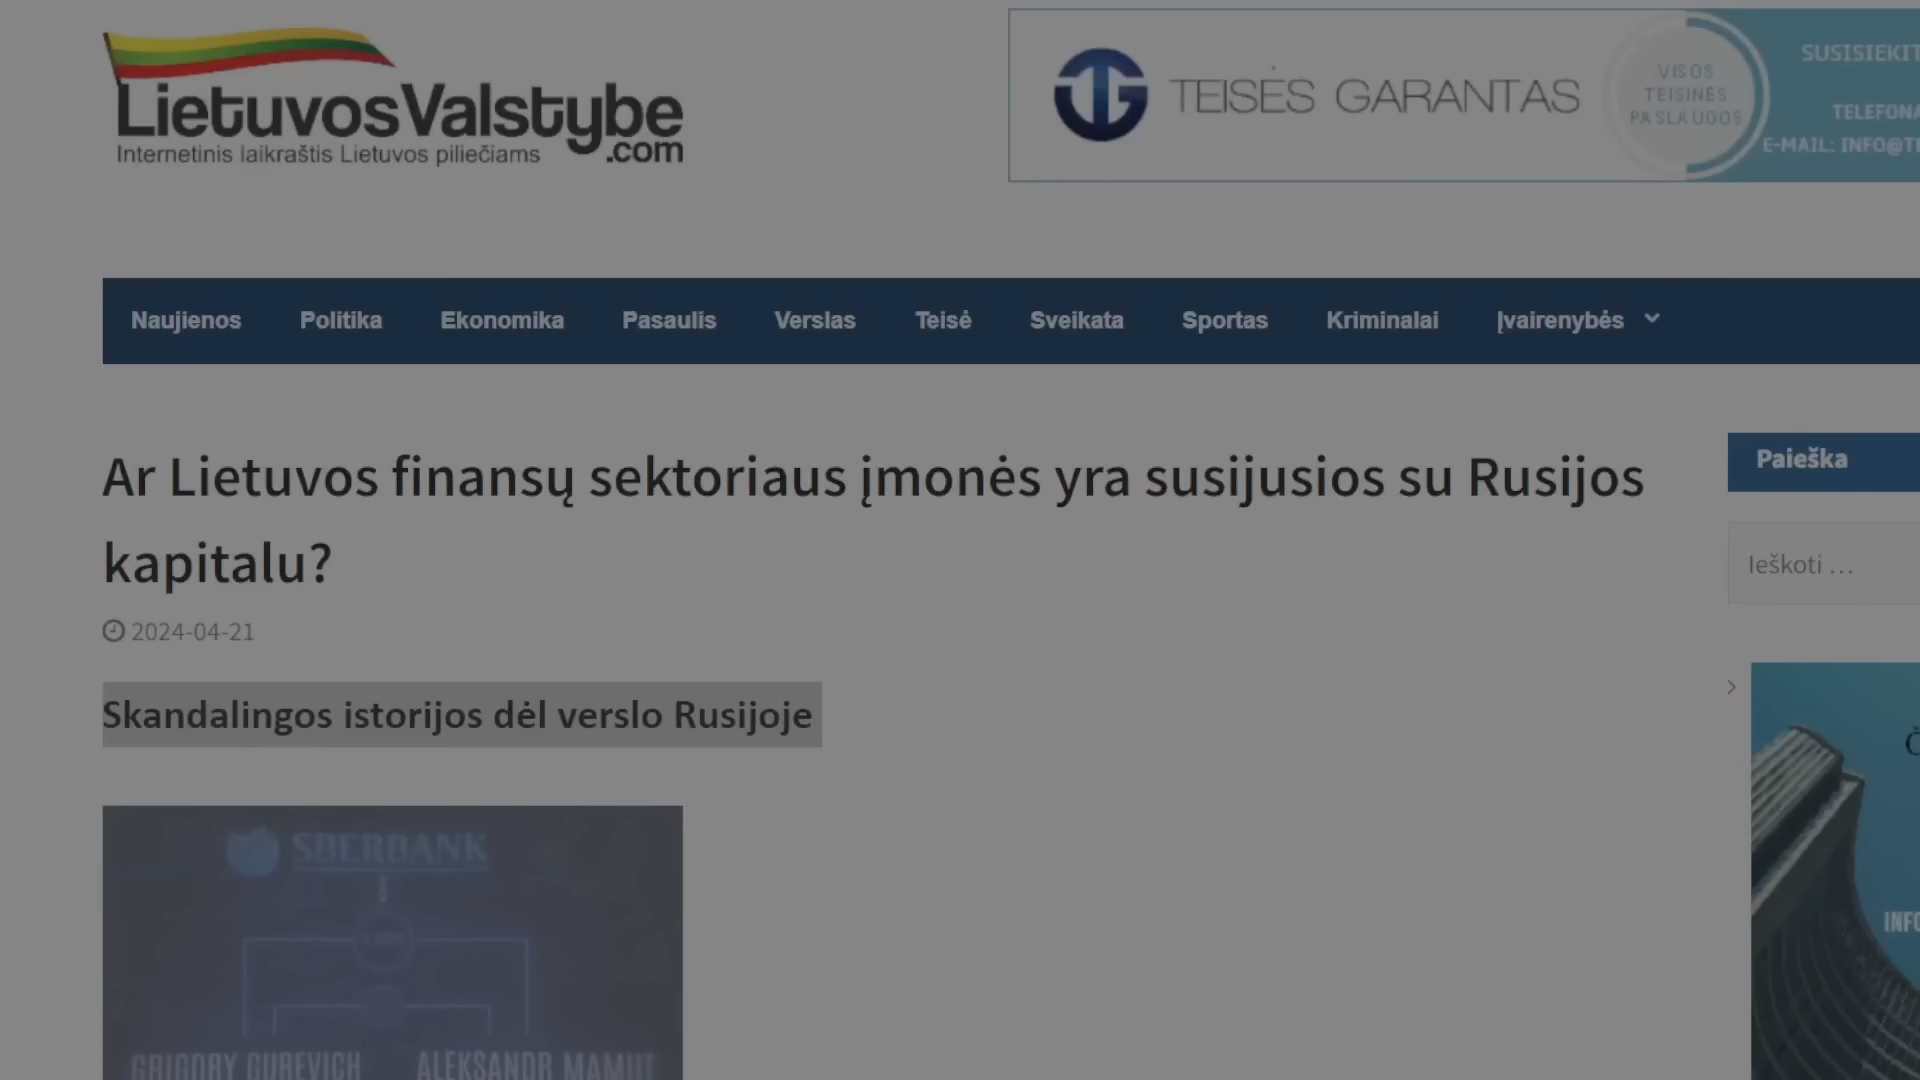 LietuvosValstybe
.com
Internetinis laikraštis Lietuvos piliečiams
TEISĖS GARANTAS
VISOS
TEISINĖS
PASLAUGOS
SUSISIEKIT
TELEFONA
E-MAIL: INFO@TE
Naujienos Politika Ekonomika Pasaulis Verslas Teisė Sveikata Sportas Kriminalai Įvairenybės
Ar Lietuvos finansų sektoriaus įmonės yra susijusios su Rusijos
kapitalu?
2024-04-21
Skandalingos istorijos dėl verslo Rusijoje
SBERBANK
GRIGORY GUREVICH ALEKSANDR MAMUT
Paieška
Ieškoti …
Č
INFO